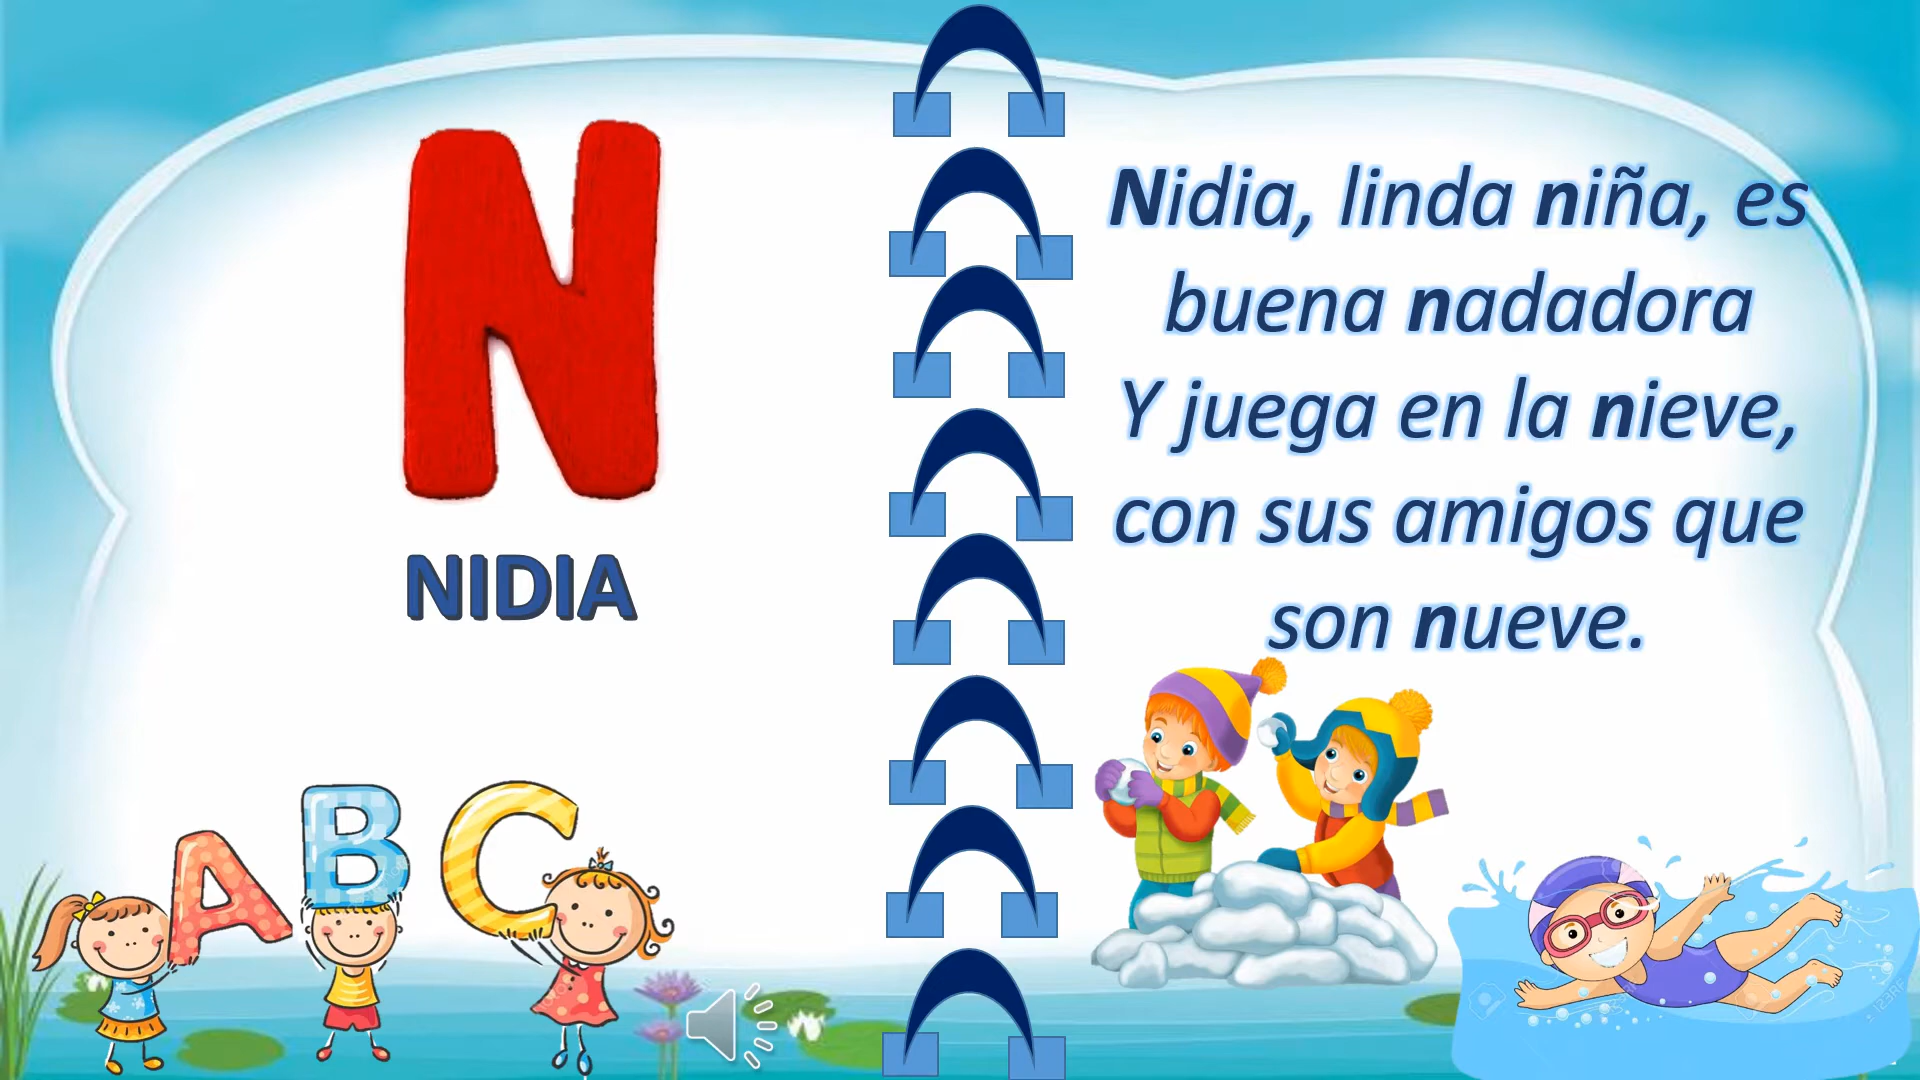 N
NIDIA
A B C
Nidia, linda niña, es
buena nadadora
Y juega en la nieve,
con sus amigos que
son nueve.